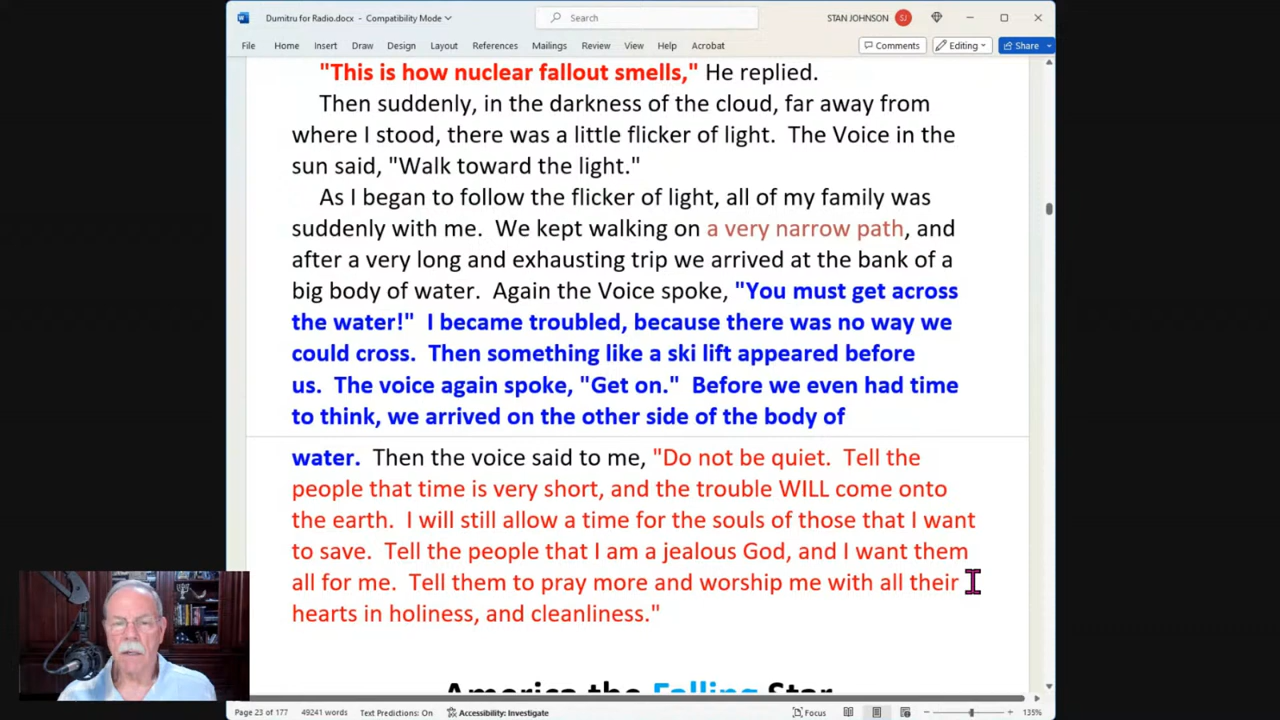 Dumitru for Radio.docx - Compatibility Mode
Search
STAN JOHNSON
SJ
File Home Insert Draw Design Layout References Mailings Review View Help Acrobat
Comments Editing Share
"This is how nuclear fallout smells," He replied.
Then suddenly, in the darkness of the cloud, far away from
where I stood, there was a little flicker of light. The Voice in the
sun said, "Walk toward the light."
As I began to follow the flicker of light, all of my family was
suddenly with me. We kept walking on a very narrow path, and
after a very long and exhausting trip we arrived at the bank of a
big body of water. Again the Voice spoke, "You must get across
the water!" I became troubled, because there was no way we
could cross. Then something like a ski lift appeared before
us. The voice again spoke, "Get on." Before we even had time
to think, we arrived on the other side of the body of
water. Then the voice said to me, "Do not be quiet. Tell the
people that time is very short, and the trouble WILL come onto
the earth. I will still allow a time for the souls of those that I want
to save. Tell the people that I am a jealous God, and I want them
all for me. Tell them to pray more and worship me with all their
hearts in holiness, and cleanliness."
America the Falling Star
Page 23 of 177 49241 words Text Predictions: On Accessibility: Investigate Focus 135%